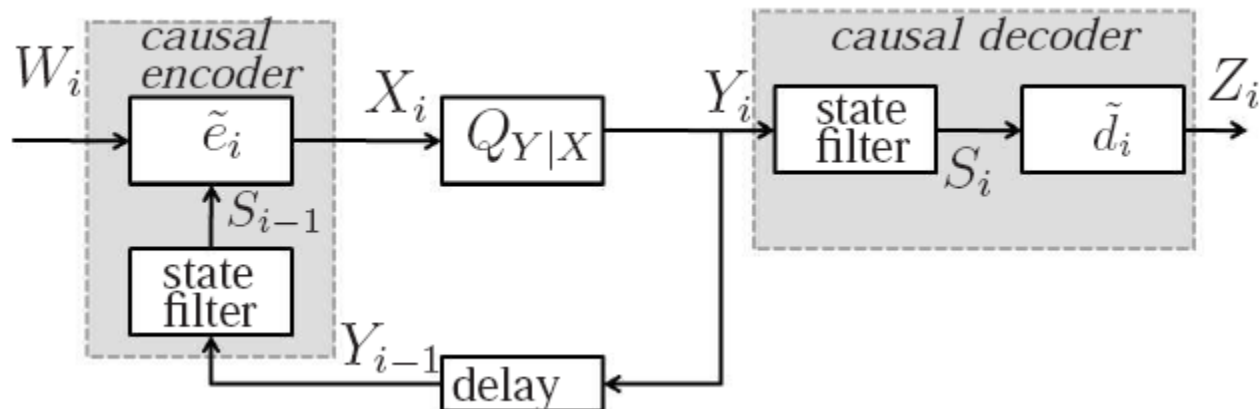 causal
encoder
causal decoder
W_i
ẽ_i
X_i
Q_{Y|X}
Y_i
state
filter
S_i
d̃_i
Z_i
S_{i-1}
state
filter
Y_{i-1}
delay